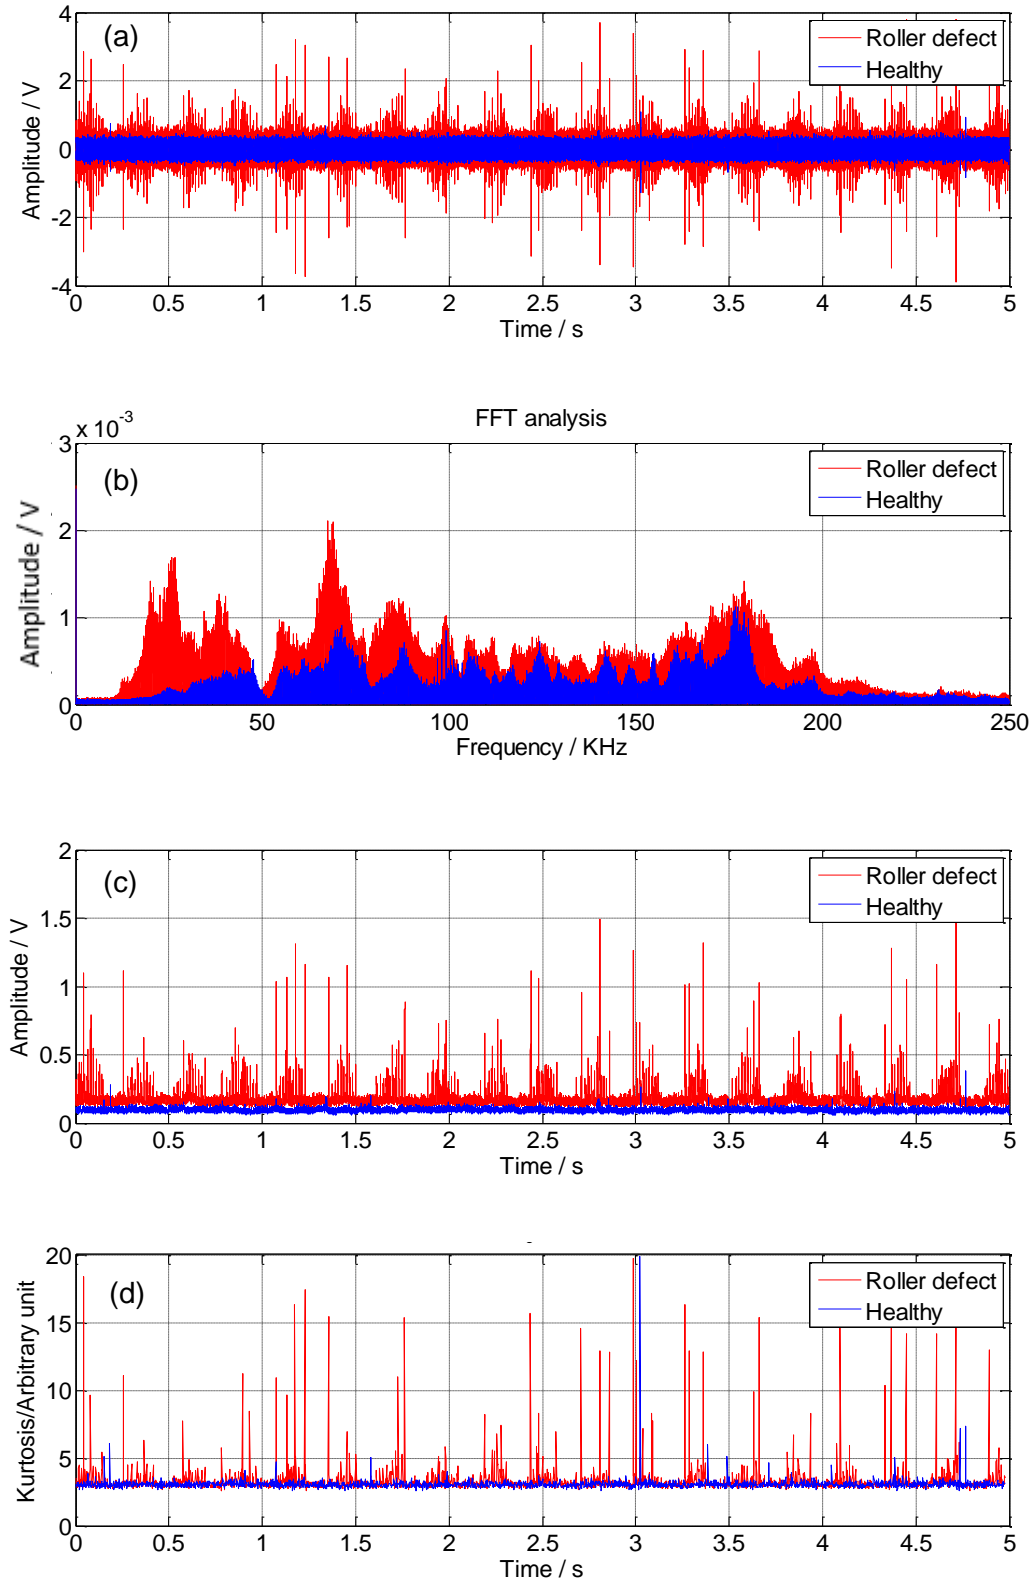 (a)
Roller defect
Healthy
4
2
0
-2
-4
Amplitude / V
0 0.5 1 1.5 2 2.5 3 3.5 4 4.5 5
Time / s
FFT analysis
x 10-3
(b)
Roller defect
Healthy
3
2
1
0
Amplitude / V
0 50 100 150 200 250
Frequency / KHz
(c)
Roller defect
Healthy
2
1.5
1
0.5
0
Amplitude / V
0 0.5 1 1.5 2 2.5 3 3.5 4 4.5 5
Time / s
(d)
Roller defect
Healthy
20
15
10
5
0
Kurtosis/Arbitrary unit
0 0.5 1 1.5 2 2.5 3 3.5 4 4.5 5
Time / s